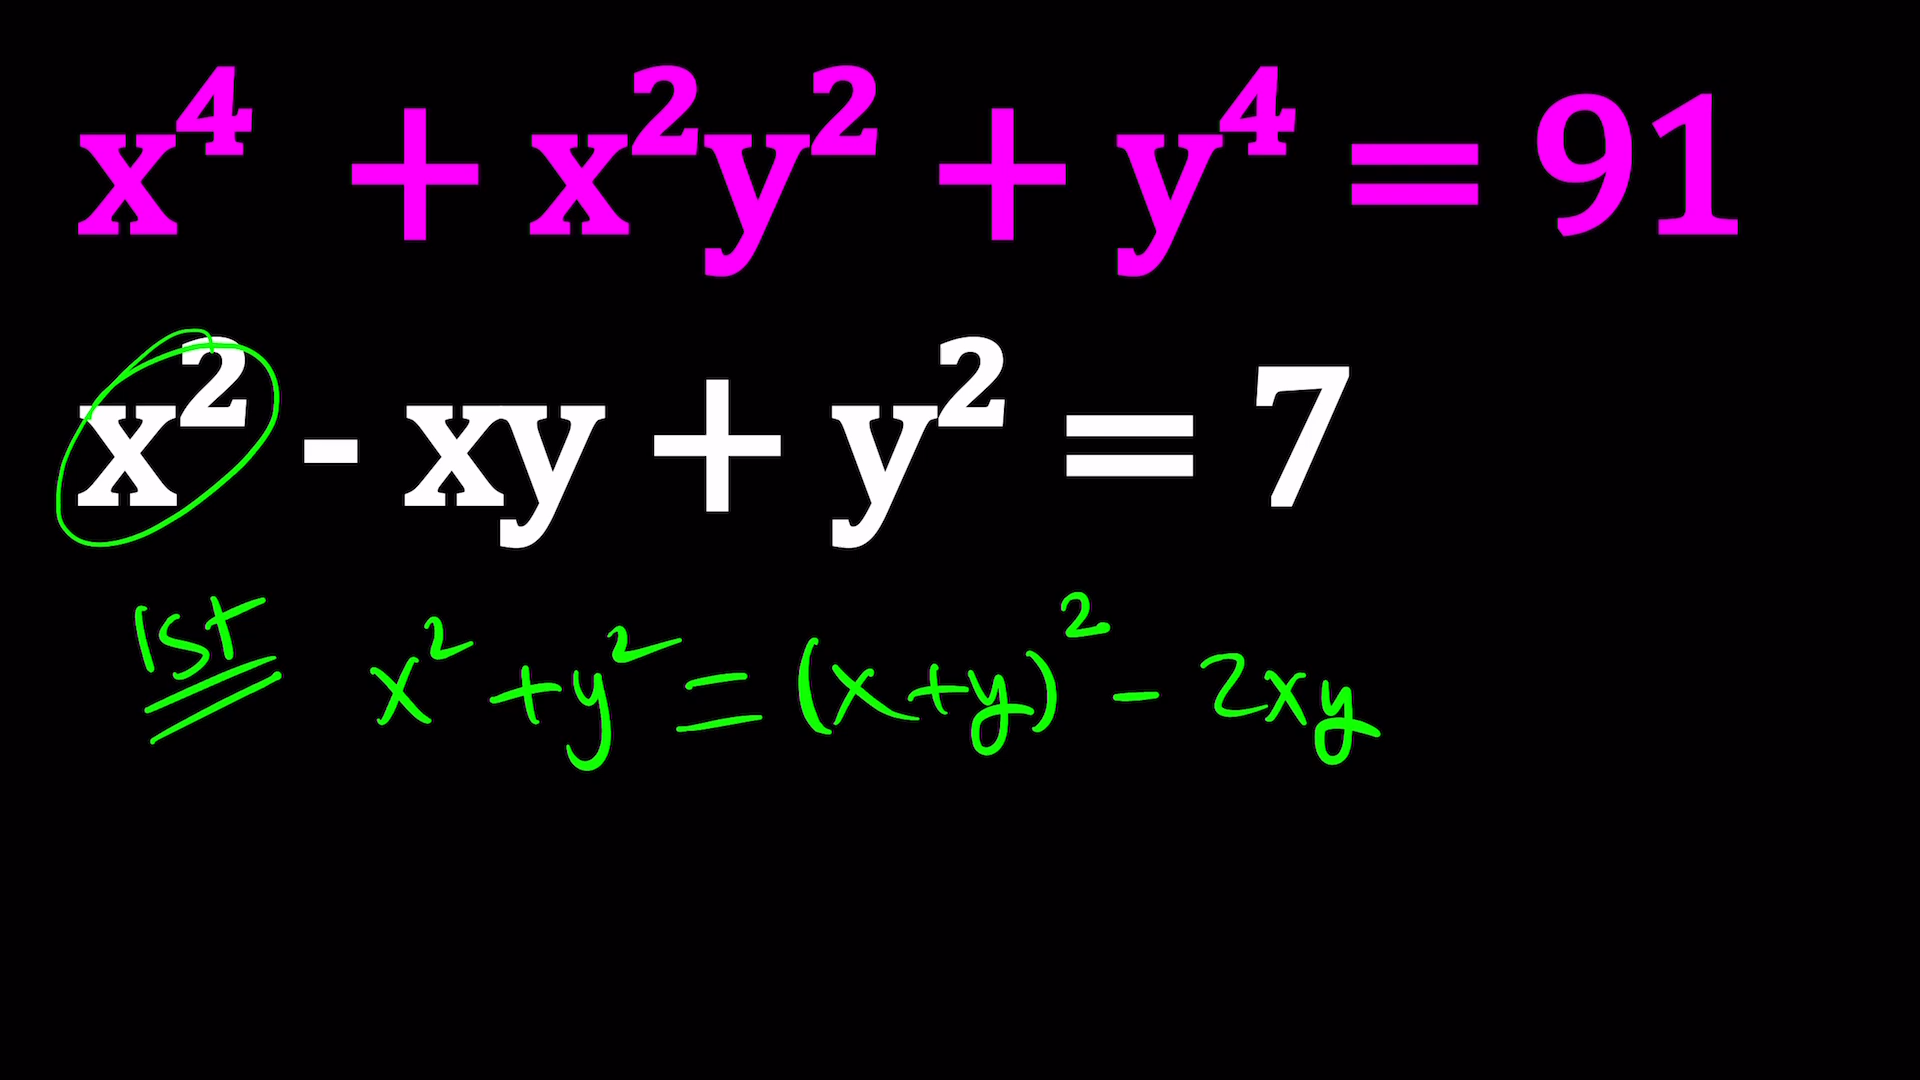 x⁴ + x²y² + y⁴ = 91
x² - xy + y² = 7
1st x² + y² = (x+y)² - 2xy